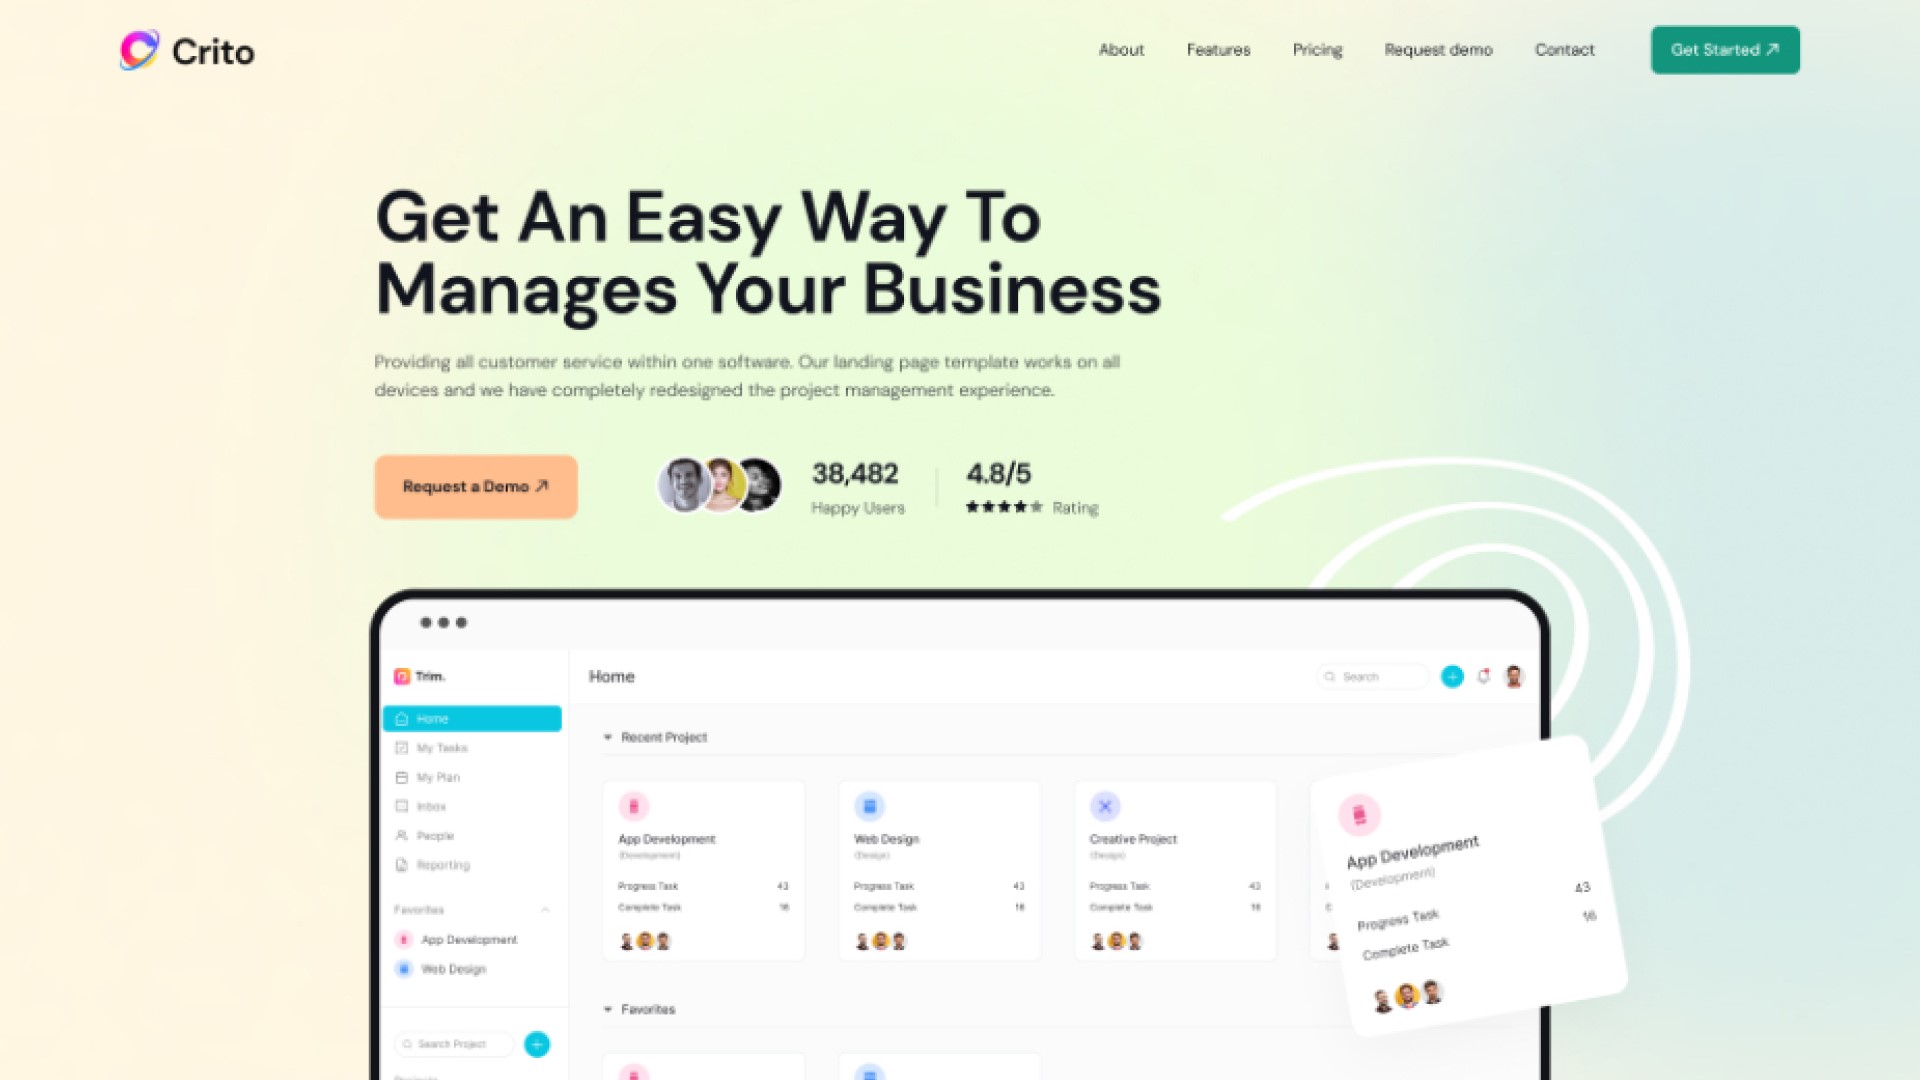 Crito
About Features Pricing Request demo Contact Get Started
Get An Easy Way To
Manages Your Business
Providing all customer service within one software. Our landing page template works on all
devices and we have completely redesigned the project management experience.
Request a Demo
38,482
Happy Users
4.8/5
Rating
Trim.
Home
My Tasks
My Plan
Inbox
People
Reporting
Favorites
App Development
Web Design
Search Project
Home
Search
Recent Project
App Development
(Development)
Progress Task 43
Complete Task 16
Web Design
(Design)
Progress Task 43
Complete Task 16
Creative Project
(Design)
Progress Task 43
Complete Task 16
App Development
(Development)
Progress Task 43
Complete Task 16
Favorites